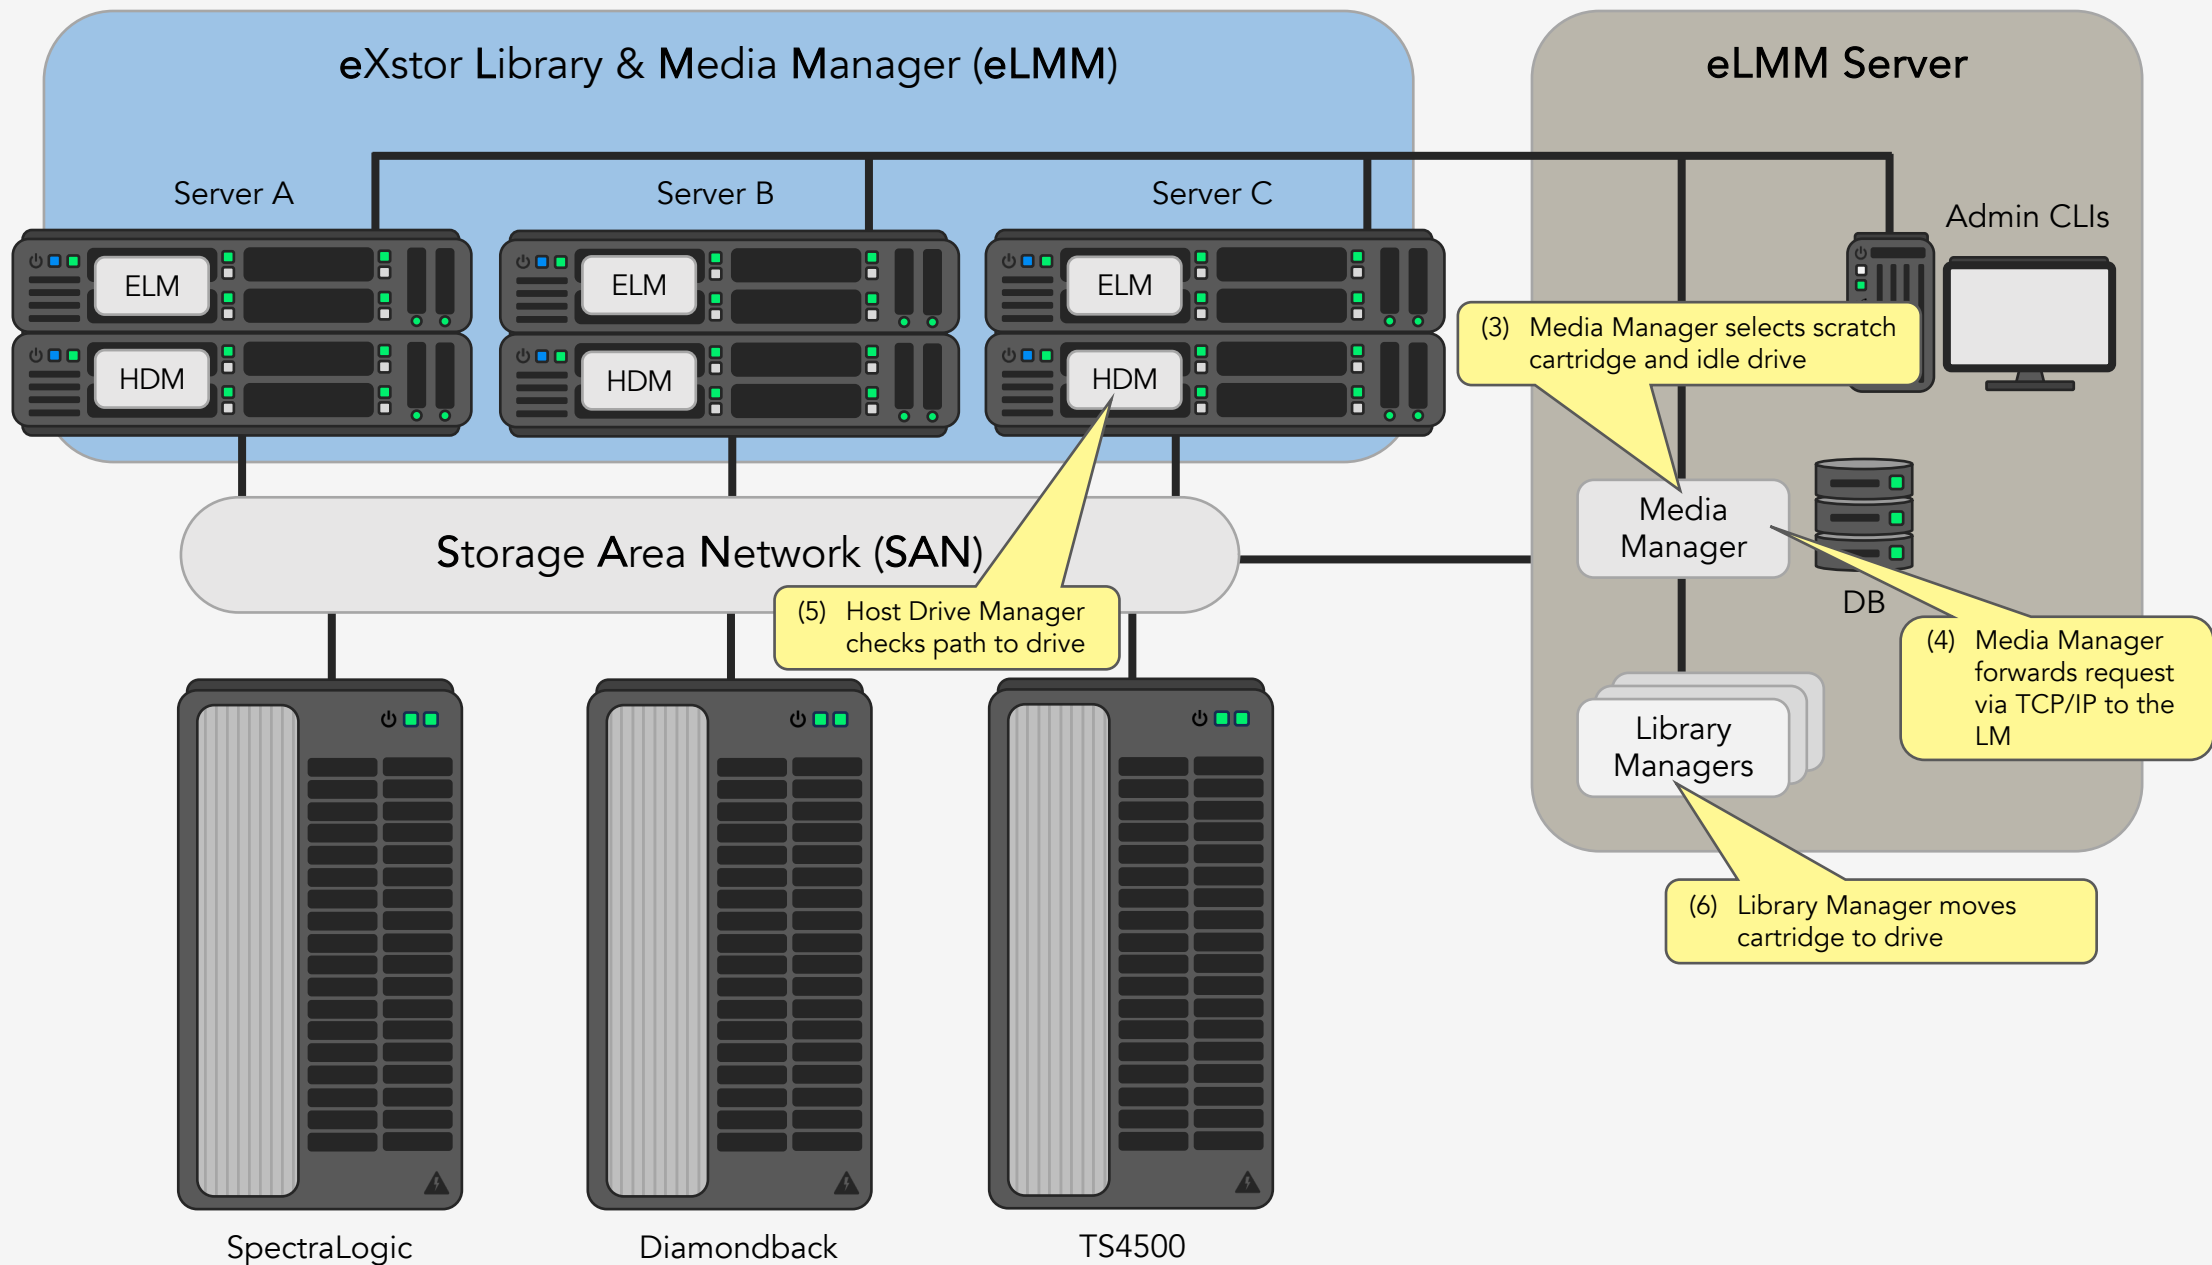 eXstor Library & Media Manager (eLMM)
eLMM Server
Server A
Server B
Server C
Admin CLIs
ELM
ELM
ELM
HDM
HDM
HDM
(3) Media Manager selects scratch
cartridge and idle drive
Media
Manager
DB
Storage Area Network (SAN)
(5) Host Drive Manager
checks path to drive
(4) Media Manager
forwards request
via TCP/IP to the
LM
Library
Managers
(6) Library Manager moves
cartridge to drive
SpectraLogic
Diamondback
TS4500